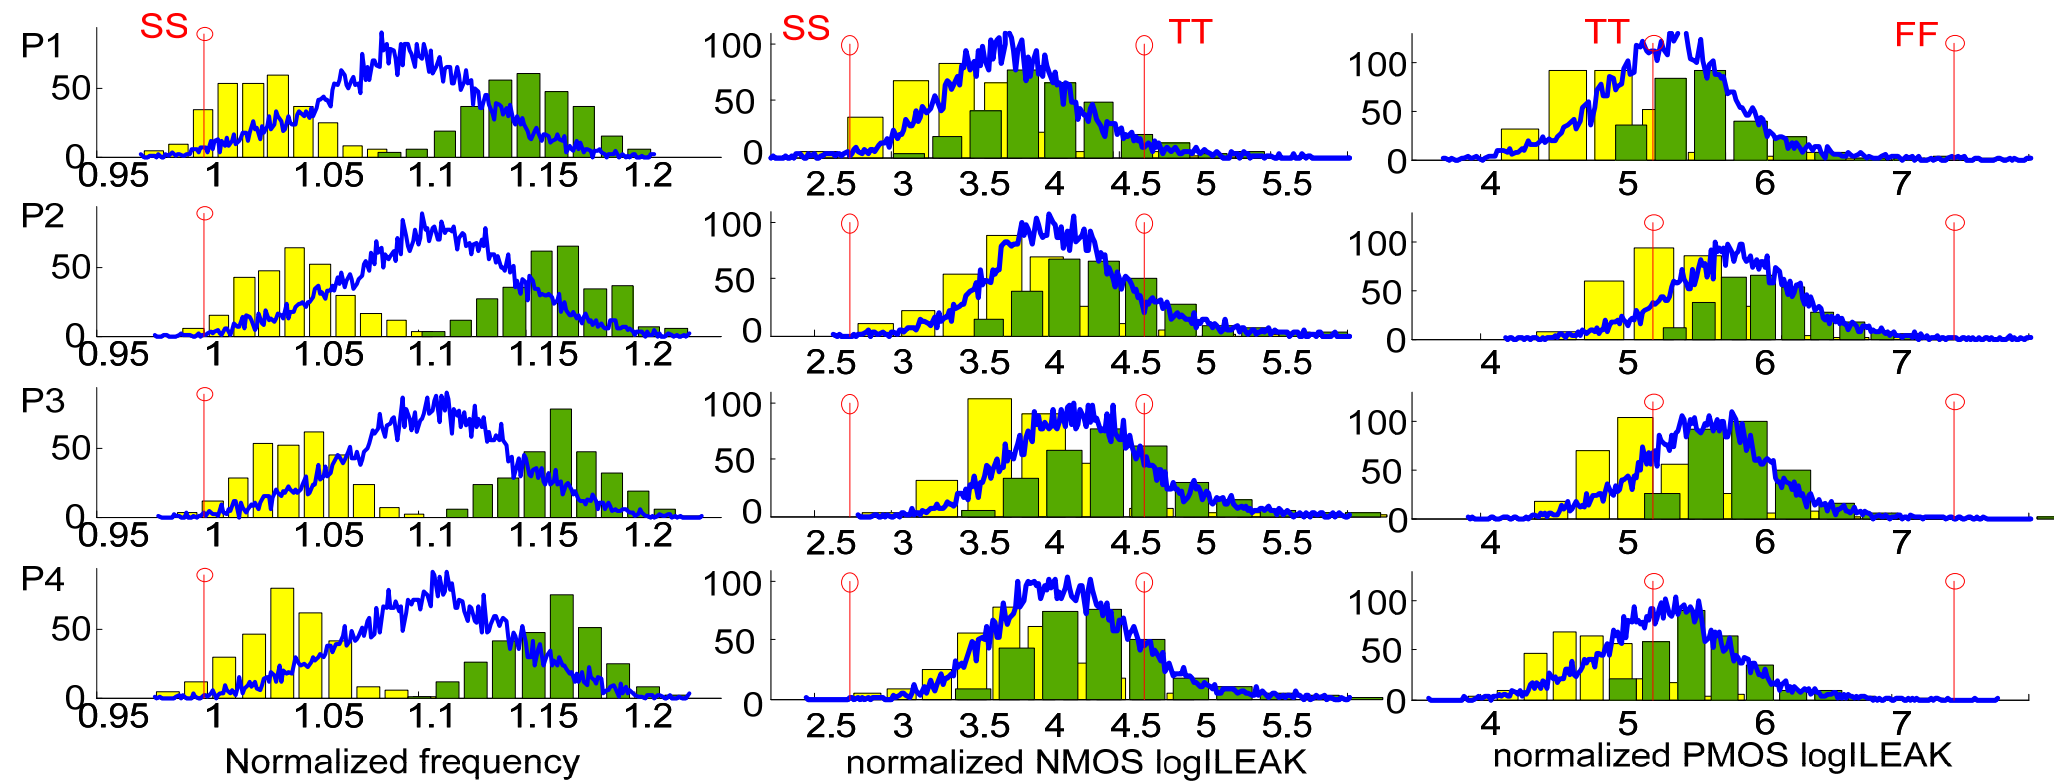 SS SS TT TT FF
P1 50 0 100 50 0 100 50 0
0.95 1 1.05 1.1 1.15 1.2 2.5 3 3.5 4 4.5 5 5.5 4 5 6 7
P2 50 0 100 50 0 100 50 0
0.95 1 1.05 1.1 1.15 1.2 2.5 3 3.5 4 4.5 5 5.5 4 5 6 7
P3 50 0 100 50 0 100 50 0
0.95 1 1.05 1.1 1.15 1.2 2.5 3 3.5 4 4.5 5 5.5 4 5 6 7
P4 50 0 100 50 0 100 50 0
0.95 1 1.05 1.1 1.15 1.2 2.5 3 3.5 4 4.5 5 5.5 4 5 6 7
Normalized frequency normalized NMOS logILEAK normalized PMOS logILEAK